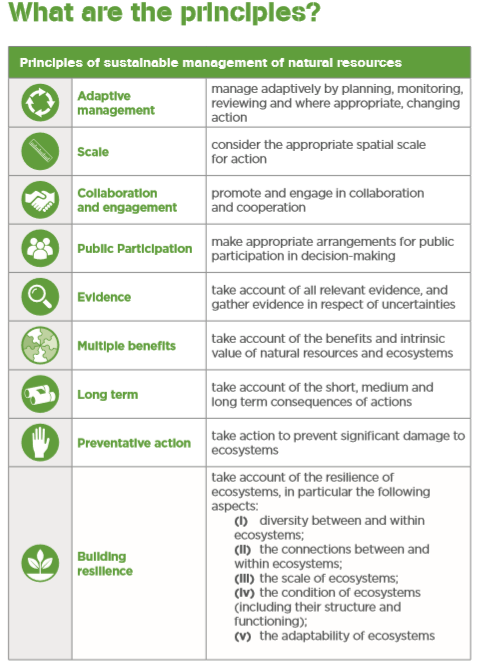 What are the principles?
Principles of sustainable management of natural resources
Adaptive
management
manage adaptively by planning, monitoring,
reviewing and where appropriate, changing
action
Scale
consider the appropriate spatial scale
for action
Collaboration
and engagement
promote and engage in collaboration
and cooperation
Public Participation
make appropriate arrangements for public
participation in decision-making
Evidence
take account of all relevant evidence, and
gather evidence in respect of uncertainties
Multiple benefits
take account of the benefits and intrinsic
value of natural resources and ecosystems
Long term
take account of the short, medium and
long term consequences of actions
Preventative action
take action to prevent significant damage to
ecosystems
Building
resilience
take account of the resilience of
ecosystems, in particular the following
aspects:
(i) diversity between and within
ecosystems;
(ii) the connections between and
within ecosystems;
(iii) the scale of ecosystems;
(iv) the condition of ecosystems
(including their structure and
functioning);
(v) the adaptability of ecosystems